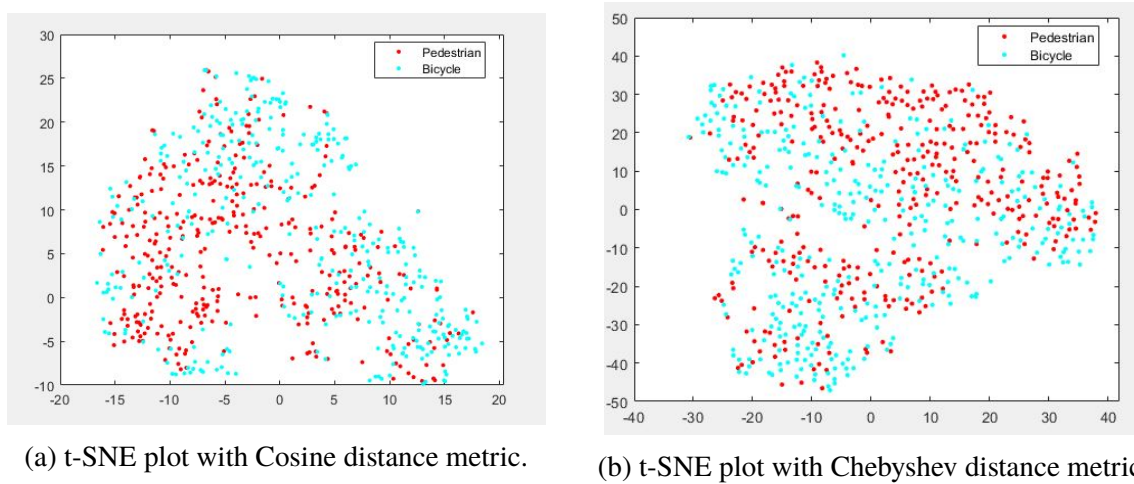 30
25
20
15
10
5
0
-5
-10
-20 -15 -10 -5 0 5 10 15 20
Pedestrian
Bicycle
(a) t-SNE plot with Cosine distance metric.
50
40
30
20
10
0
-10
-20
-30
-40
-50
-40 -30 -20 -10 0 10 20 30 40
Pedestrian
Bicycle
(b) t-SNE plot with Chebyshev distance metric